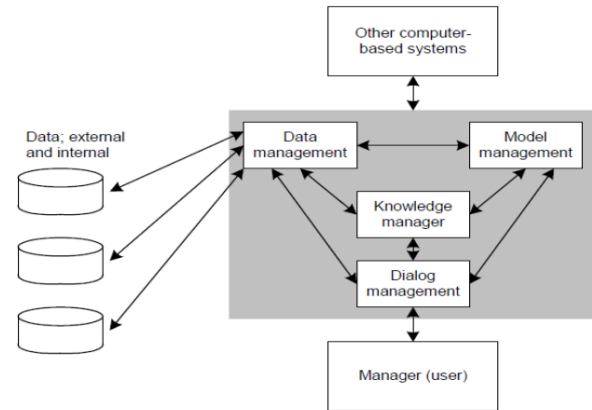 Other computer-
based systems
Data; external
and internal
Data
management
Model
management
Knowledge
manager
Dialog
management
Manager (user)